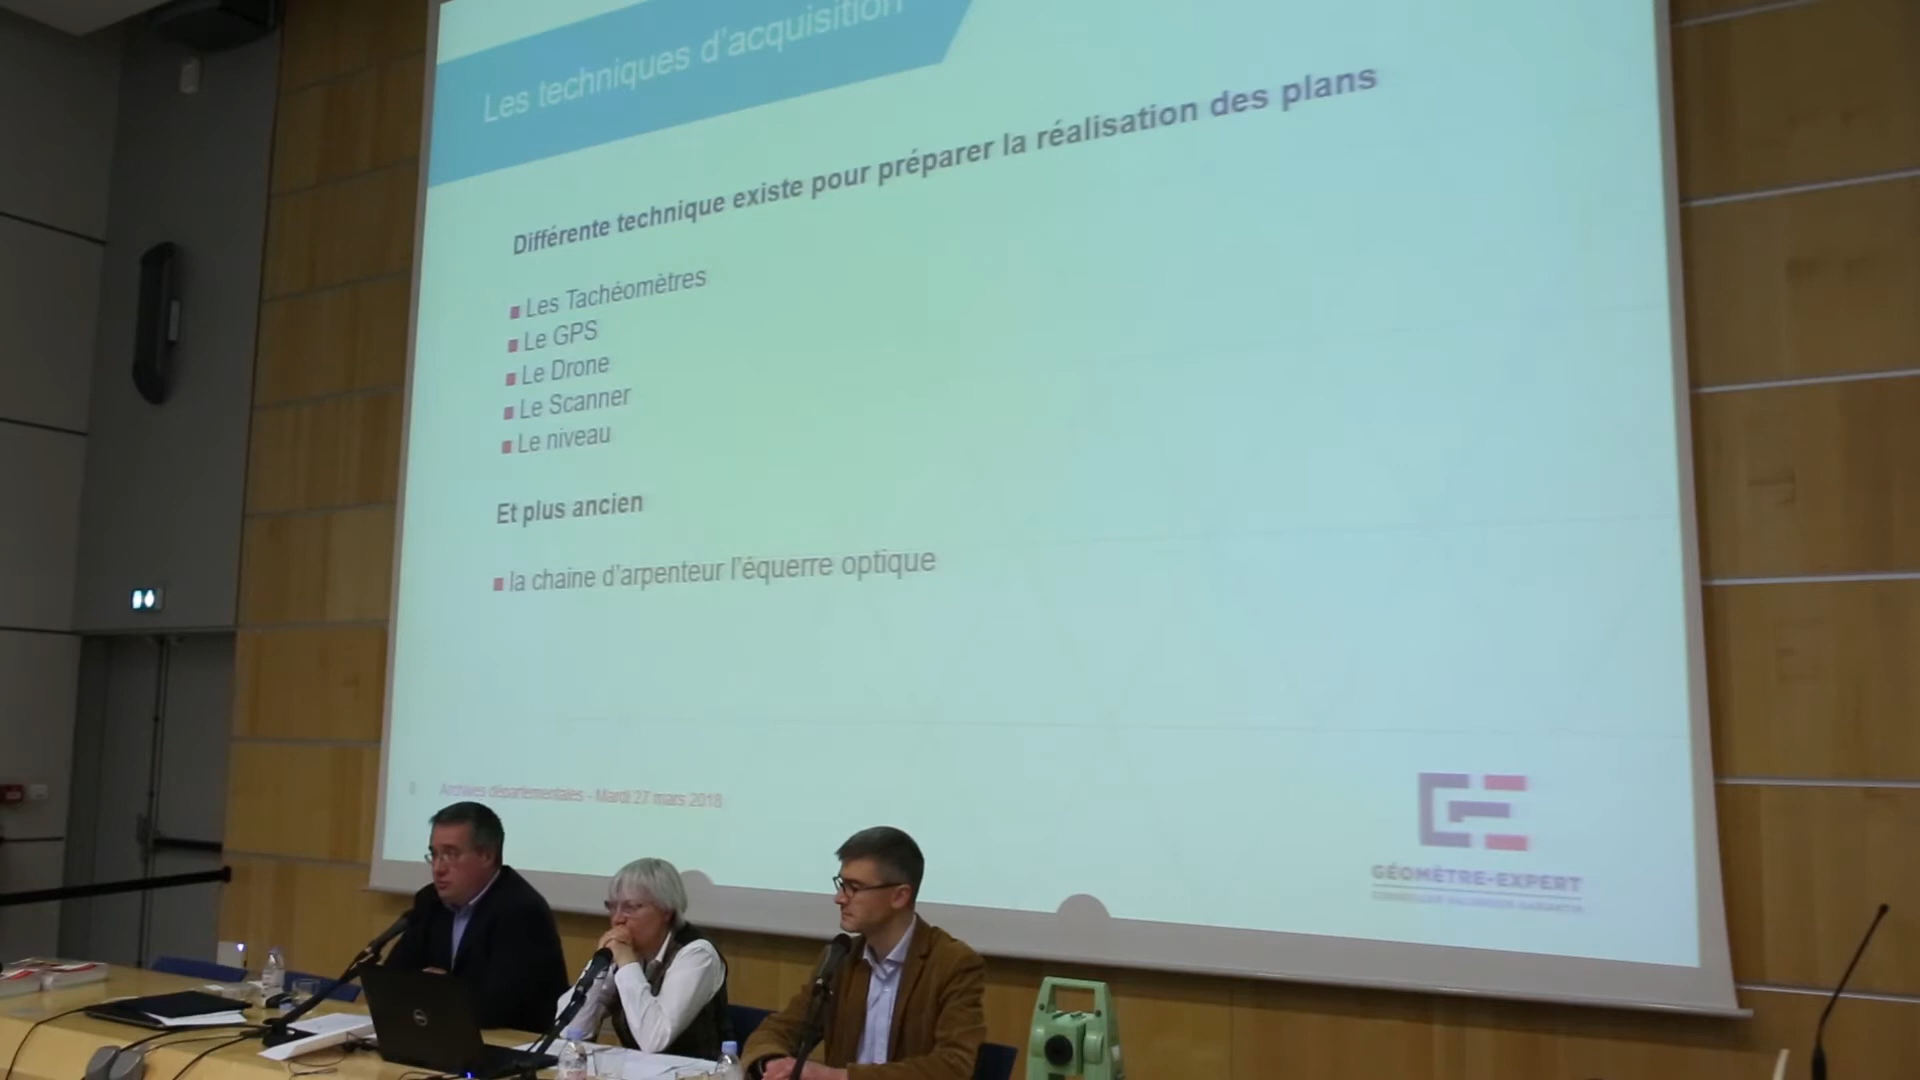 Les techniques d'acquisition
Différente technique existe pour préparer la réalisation des plans
Les Tachéomètres
Le GPS
Le Drone
Le Scanner
Le niveau
Et plus ancien
la chaine d'arpenteur l'équerre optique
Archives départementales - Mardi 27 mars 2018
GÉOMÈTRE-EXPERT
DELL